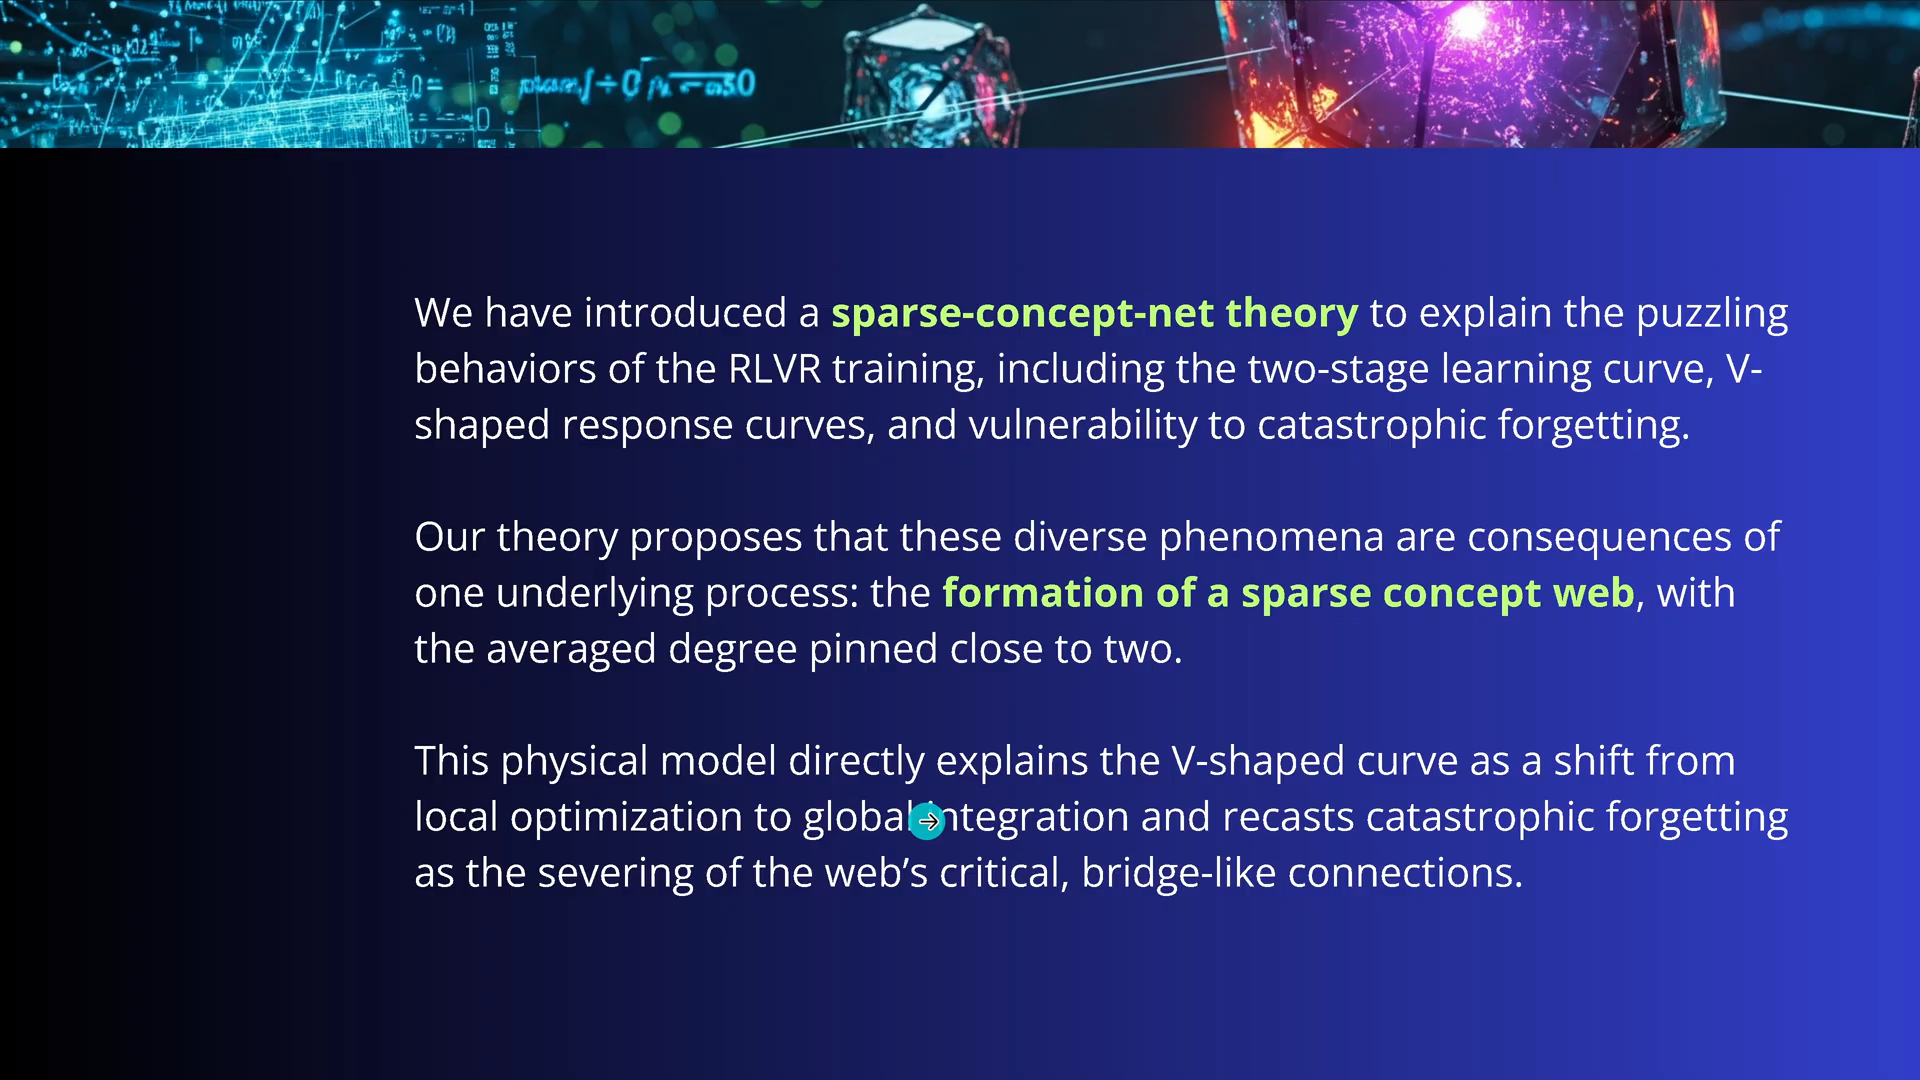 We have introduced a sparse-concept-net theory to explain the puzzling
behaviors of the RLVR training, including the two-stage learning curve, V-
shaped response curves, and vulnerability to catastrophic forgetting.
Our theory proposes that these diverse phenomena are consequences of
one underlying process: the formation of a sparse concept web, with
the averaged degree pinned close to two.
This physical model directly explains the V-shaped curve as a shift from
local optimization to global integration and recasts catastrophic forgetting
as the severing of the web’s critical, bridge-like connections.